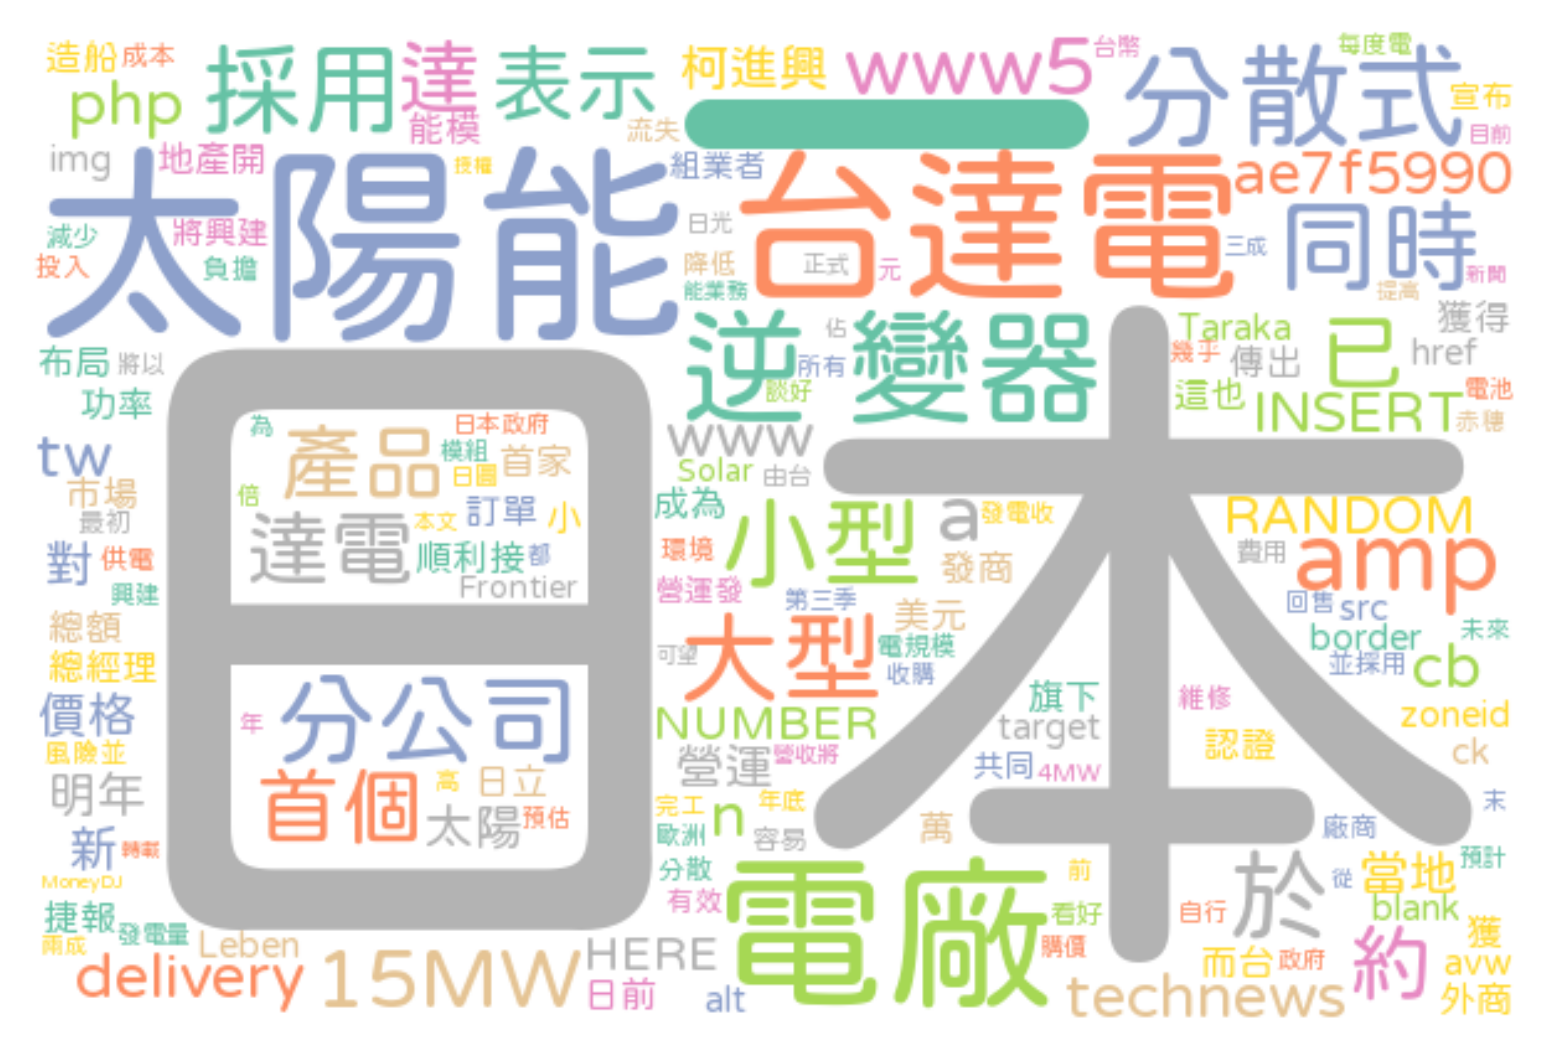 造船 成本 採用 達 表示 柯進興 www5 台幣 分散式 每度電
php 能模 流失 一 宣布
img 地產開 授權 組業者 目前
太陽能 台達電 ae7f5990
減少 將興建 日光 三成 同時
投入 負擔 降低 正式 元 新聞
能業務 提高
逆變器 佔 Taraka 已 獲得
布局 將以 所有 幾乎 傳出 href
功率 談好 這也 INSERT 電池
日本 赤穗
為 日本政府 www
tw 產品 模組 首家 Solar 由台
市場 倍 日圓 成為 小型 a 發電收 RANDOM
最初 達電 本文 訂單 小
對 供電 順利接 都 環境 發商 費用 amp
興建 Frontier 營運發 第三季 回售 src
總額 美元 border 未來
總經理 大型 電規模 並採用 cb
可望 收購
價格 年 分公司 NUMBER 旗下 維修 zoneid
風險並 營運 營收將 target 認證 ck
明年 首個 高 日立 共同 4MW
太陽 預估 完工 n 年底 萬 末
新 轉載 歐洲 容易 廠商
MoneyDJ 分散 電廠 前 於 從 當地 預計
捷報 發電量 有效 看好 自行 blank
兩成 Leben HERE 購價 而台 政府 約 獲
delivery 15MW 日前 alt technews avw
外商